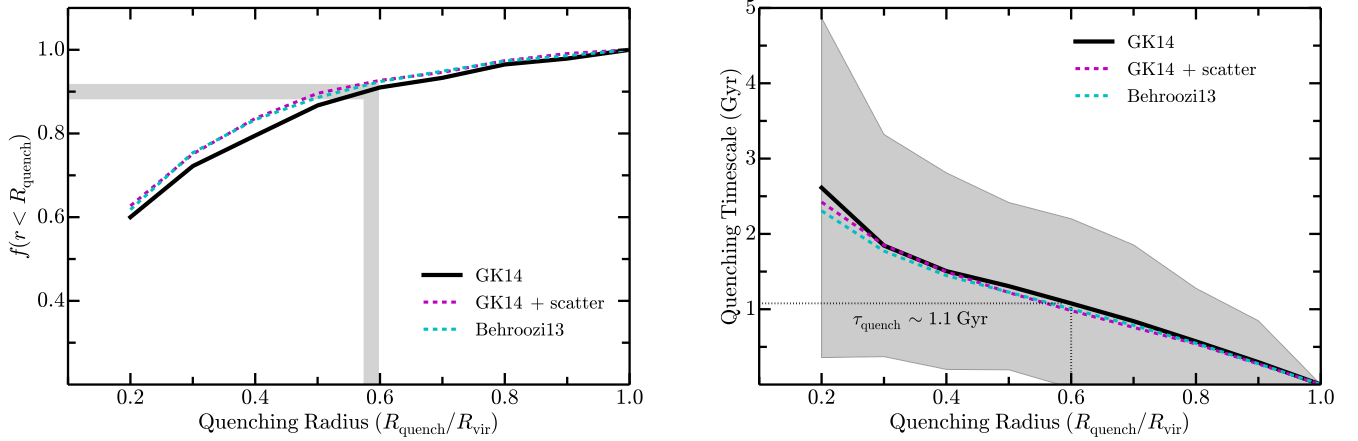 1.0
0.8
0.6
0.4
f(r < R_quench)
0.2 0.4 0.6 0.8 1.0
Quenching Radius (R_quench/R_vir)
GK14
GK14 + scatter
Behroozi13
5
4
3
2
1
Quenching Timescale (Gyr)
GK14
GK14 + scatter
Behroozi13
τ_quench ∼ 1.1 Gyr
0.2 0.4 0.6 0.8 1.0
Quenching Radius (R_quench/R_vir)